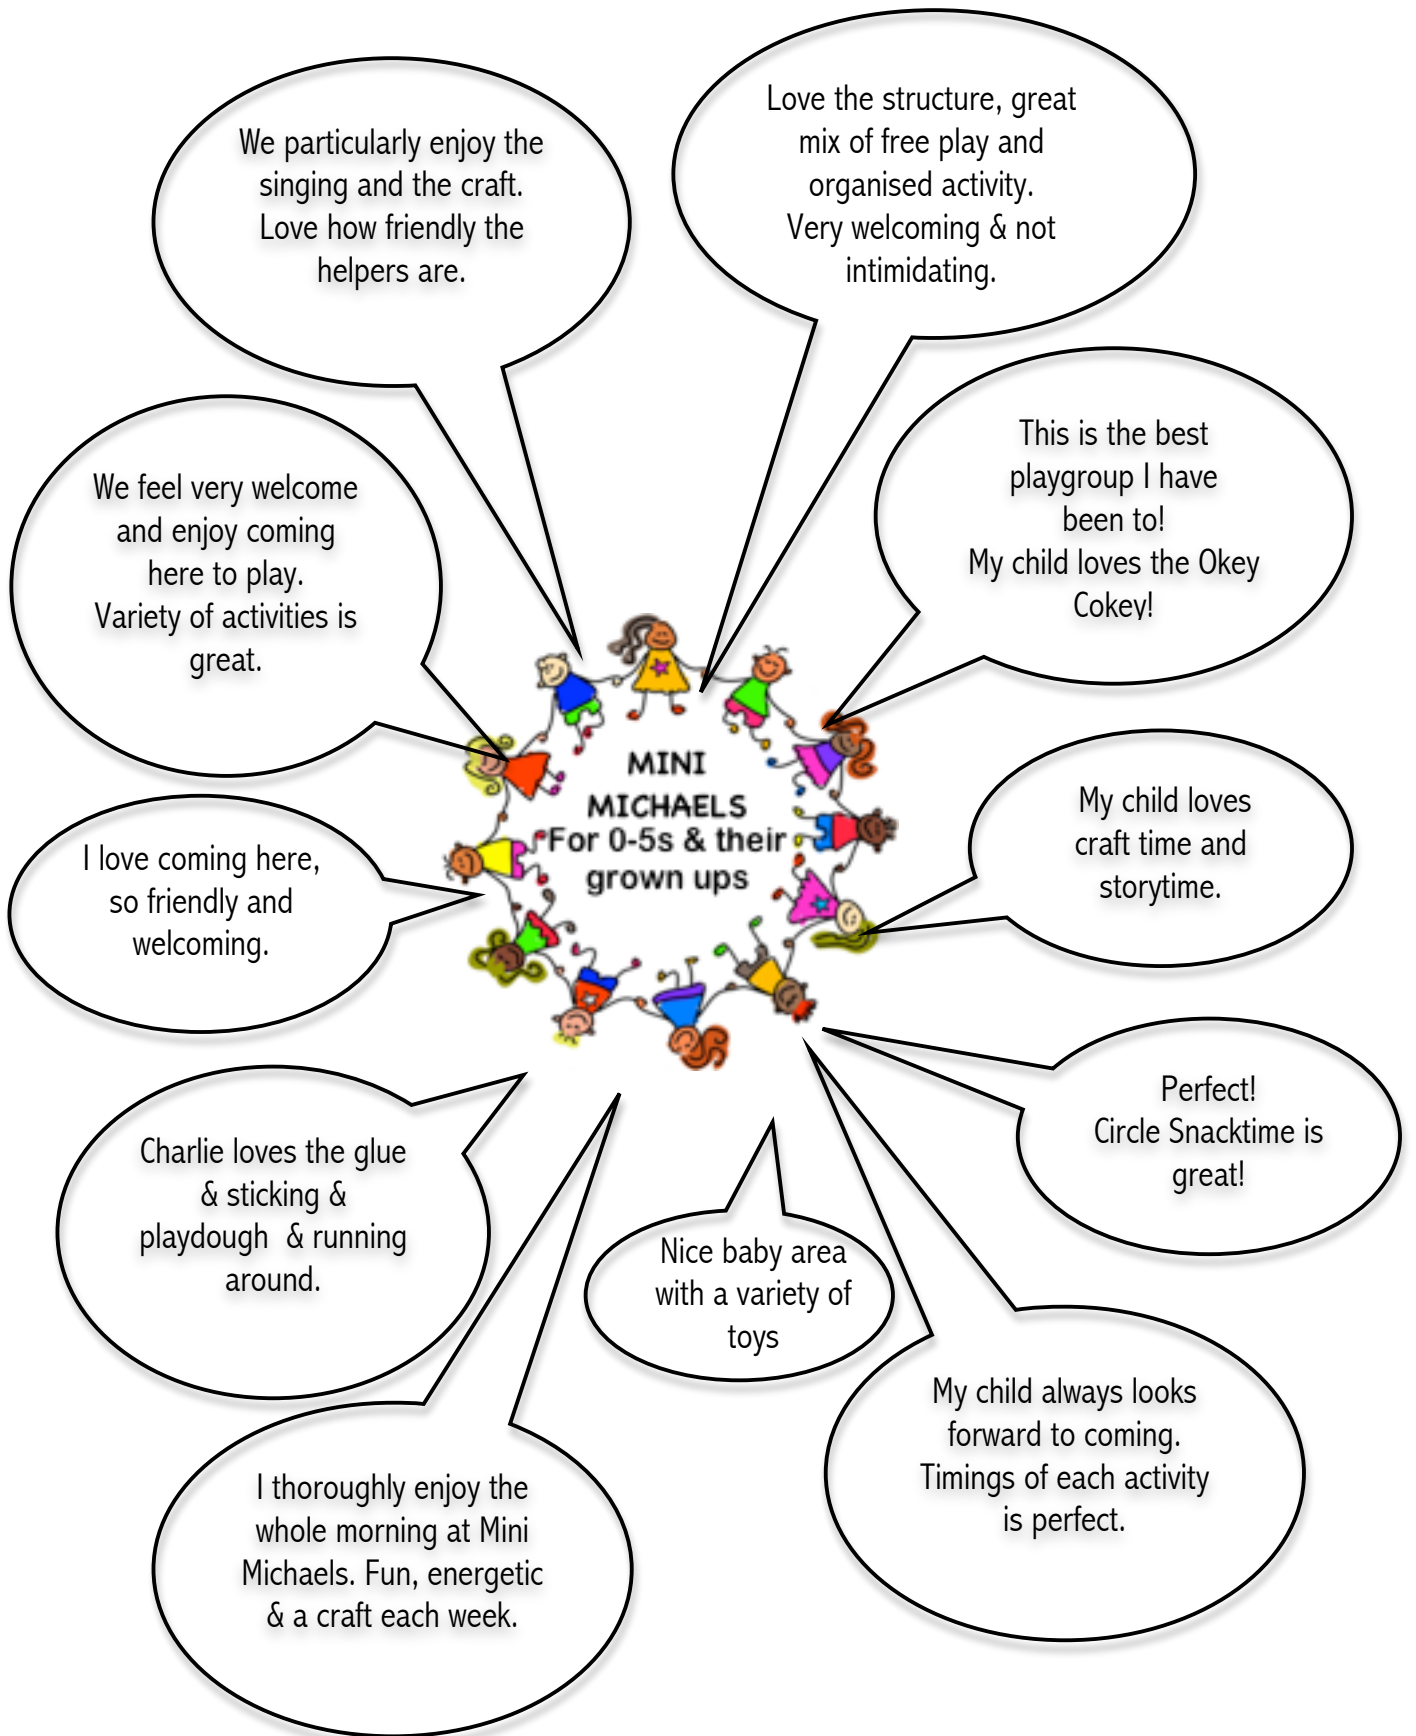 We particularly enjoy the
singing and the craft.
Love how friendly the
helpers are.
Love the structure, great
mix of free play and
organised activity.
Very welcoming & not
intimidating.
We feel very welcome
and enjoy coming
here to play.
Variety of activities is
great.
This is the best
playgroup I have
been to!
My child loves the Okey
Cokey!
MINI
MICHAELS
For 0-5s & their
grown ups
My child loves
craft time and
storytime.
I love coming here,
so friendly and
welcoming.
Perfect!
Circle Snacktime is
great!
Charlie loves the glue
& sticking &
playdough & running
around.
Nice baby area
with a variety of
toys
My child always looks
forward to coming.
Timings of each activity
is perfect.
I thoroughly enjoy the
whole morning at Mini
Michaels. Fun, energetic
& a craft each week.